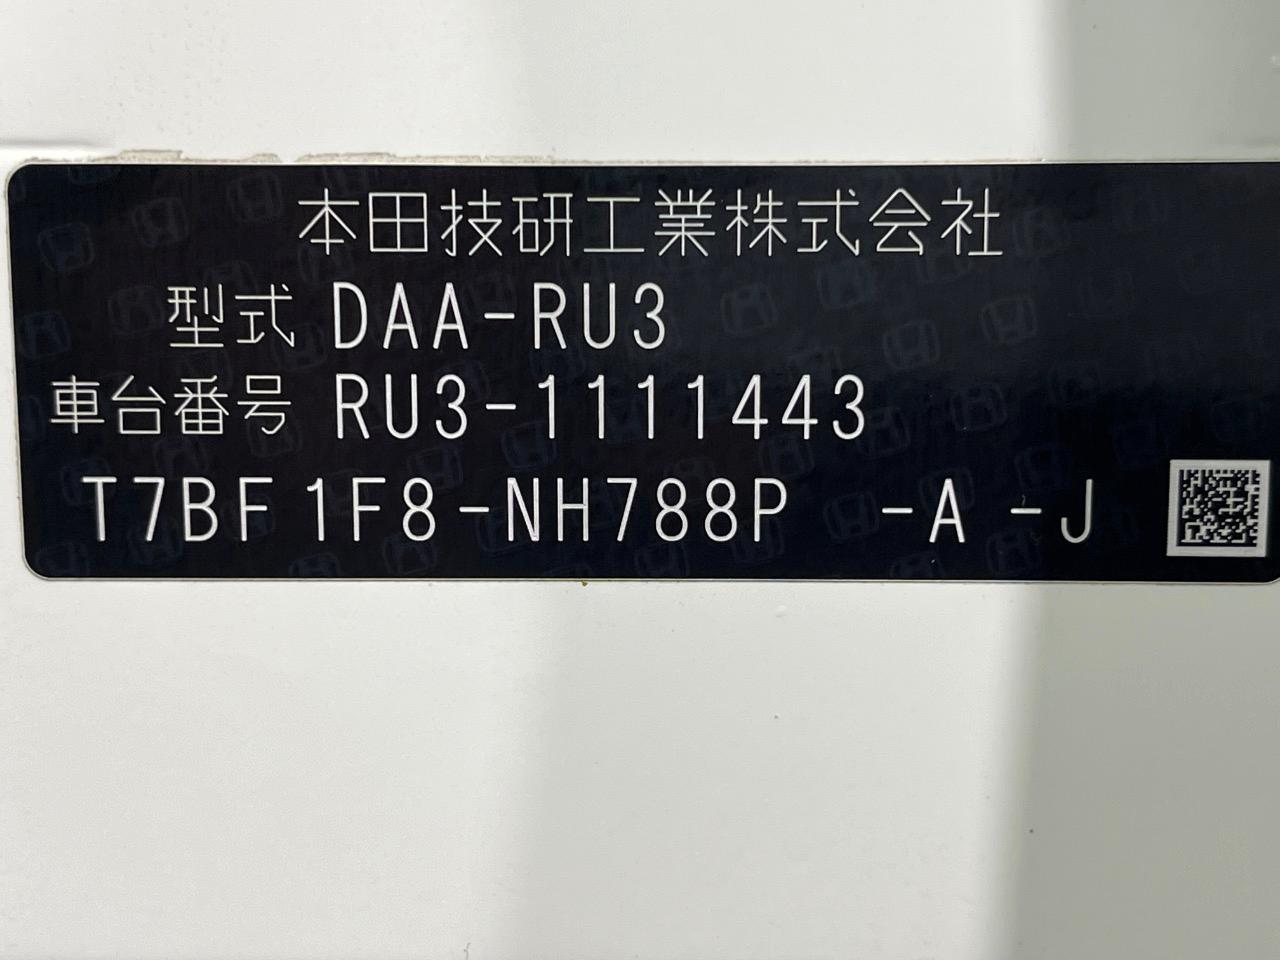 本田技研工業株式会社
型式 DAA-RU3
車台番号 RU3-1111443
T7BF 1F8-NH788P -A -J